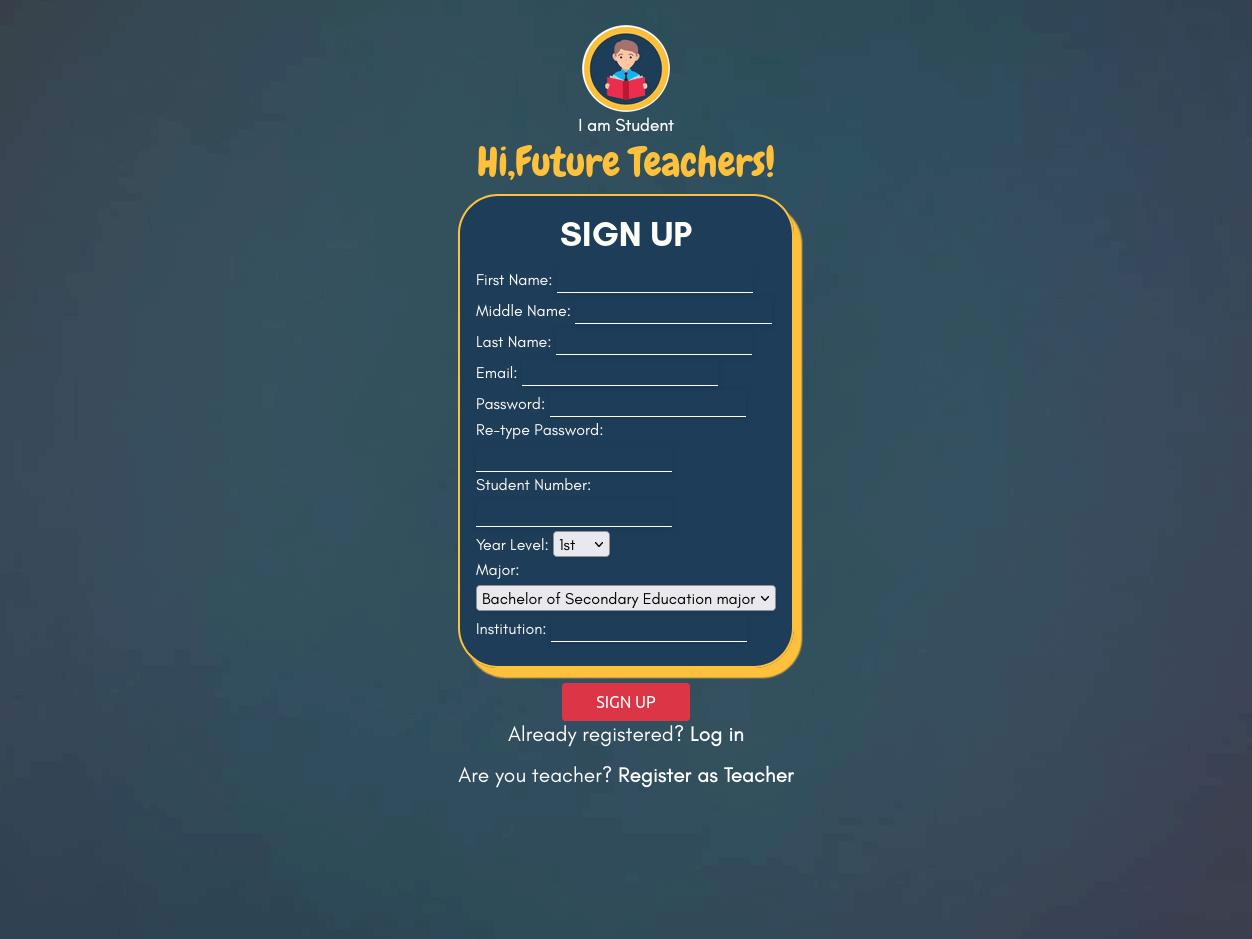 I am Student
Hi,Future Teachers!
SIGN UP
First Name:
Middle Name:
Last Name:
Email:
Password:
Re-type Password:
Student Number:
Year Level: 1st
Major:
Bachelor of Secondary Education major
Institution:
SIGN UP
Already registered? Log in
Are you teacher? Register as Teacher